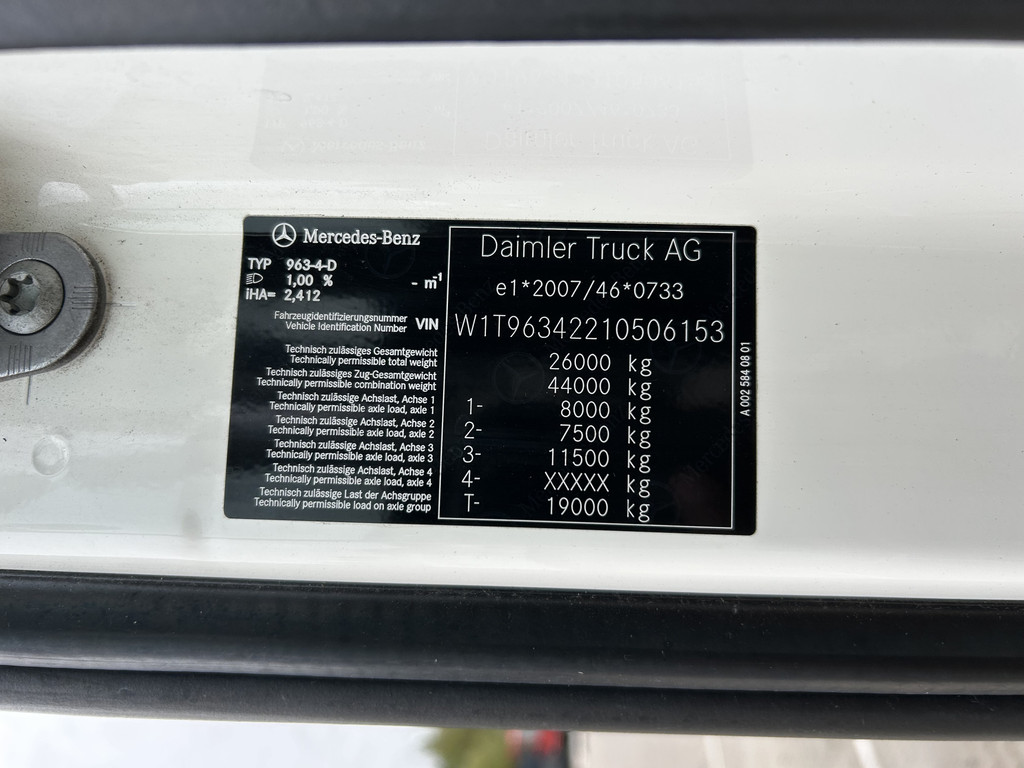 Mercedes-Benz
Daimler Truck AG
TYP 963-4-D
1,00 % - m⁻¹
iHA= 2,412
e1*2007/46*0733
Fahrzeugidentifizierungsnummer
Vehicle Identification Number VIN W1T96342210506153
Technisch zulässiges Gesamtgewicht
Technically permissible total weight 26000 kg
Technisch zulässiges Zug-Gesamtgewicht
Technically permissible combination weight 44000 kg
Technisch zulässige Achslast, Achse 1
Technically permissible axle load, axle 1 1- 8000 kg
Technisch zulässige Achslast, Achse 2
Technically permissible axle load, axle 2 2- 7500 kg
Technisch zulässige Achslast, Achse 3
Technically permissible axle load, axle 3 3- 11500 kg
Technisch zulässige Achslast, Achse 4
Technically permissible axle load, axle 4 4- XXXXX kg
Technisch zulässige Last der Achsgruppe
Technically permissible load on axle group T- 19000 kg
A 002 584 08 01